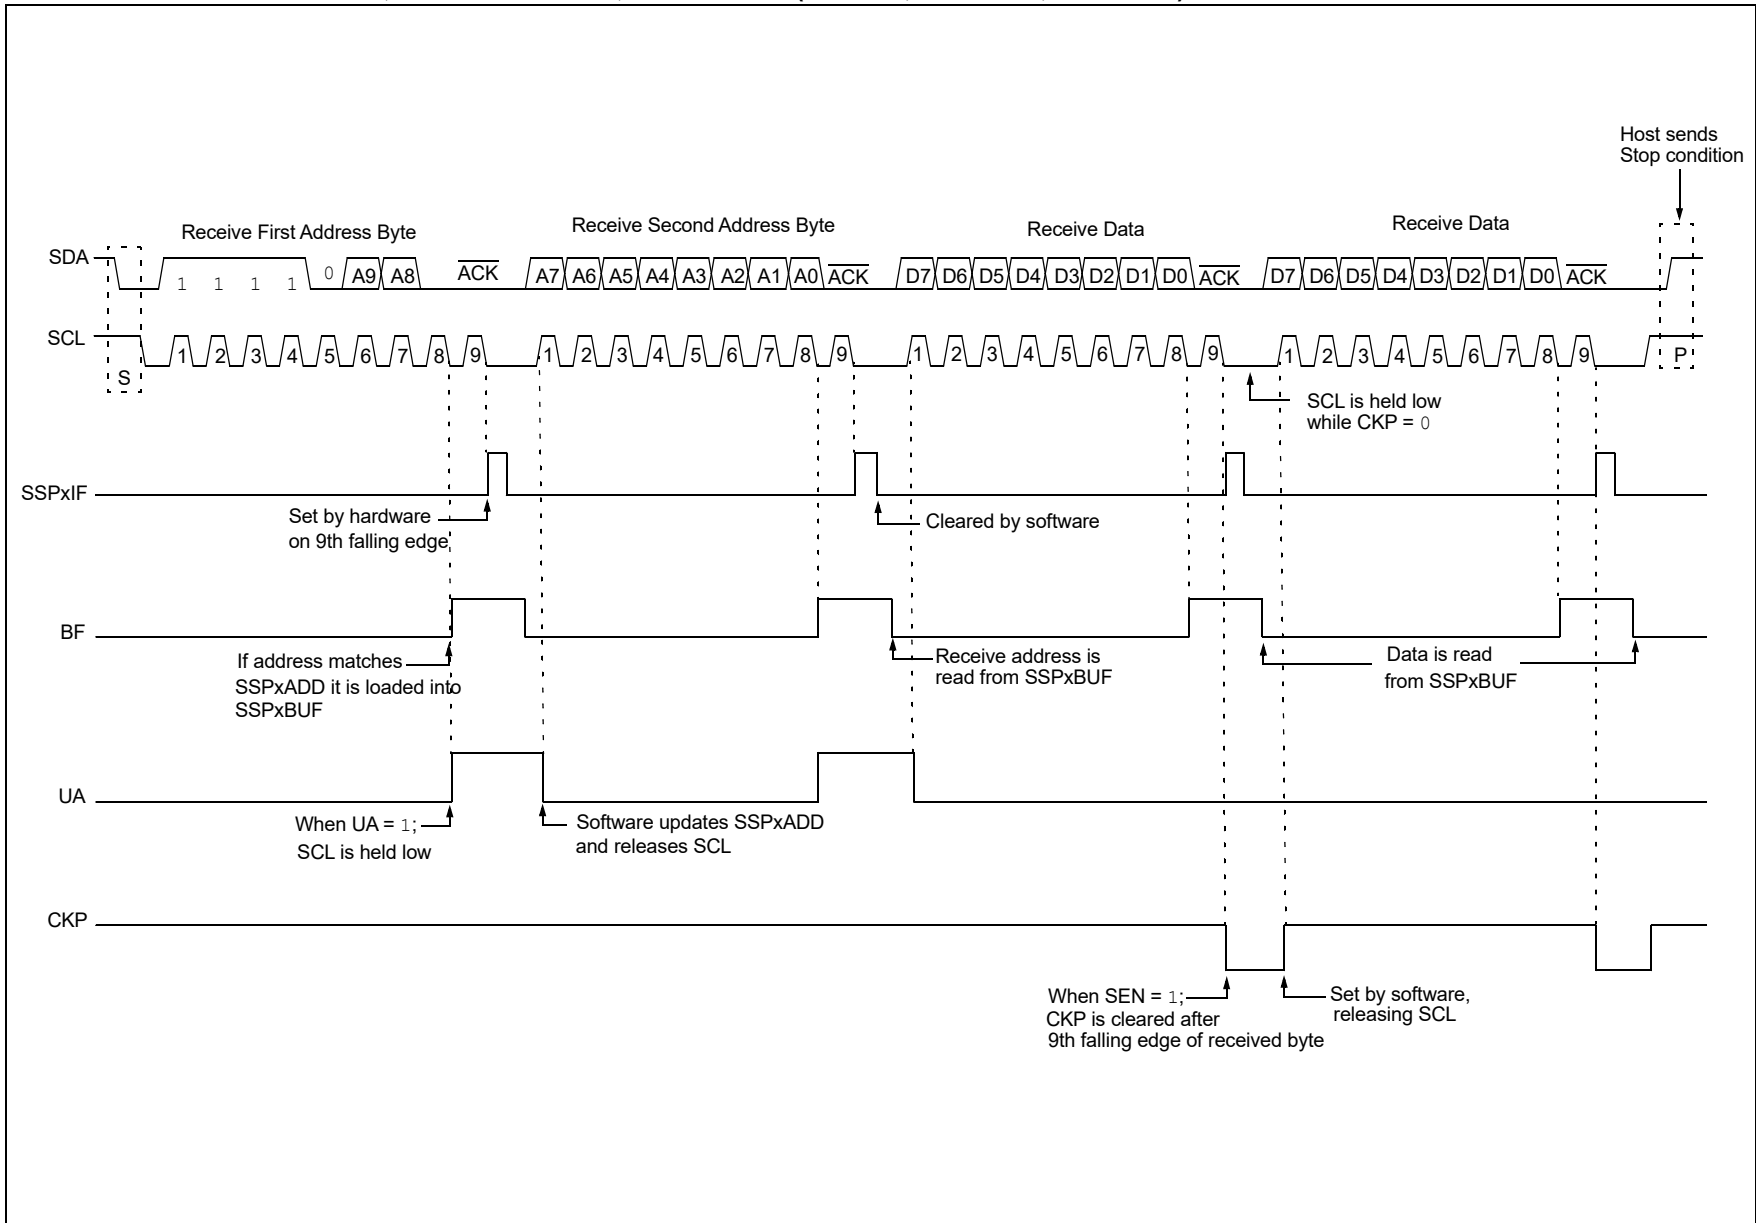 Host sends
Stop condition
Receive First Address Byte
Receive Second Address Byte
Receive Data
Receive Data
SDA
1 1 1 1 0 A9 A8 ACK A7 A6 A5 A4 A3 A2 A1 A0 ACK D7 D6 D5 D4 D3 D2 D1 D0 ACK D7 D6 D5 D4 D3 D2 D1 D0 ACK
SCL
S 1 2 3 4 5 6 7 8 9 1 2 3 4 5 6 7 8 9 1 2 3 4 5 6 7 8 9 1 2 3 4 5 6 7 8 9 P
SCL is held low
while CKP = 0
SSPxIF
Set by hardware
on 9th falling edge
Cleared by software
BF
If address matches
SSPxADD it is loaded into
SSPxBUF
Receive address is
read from SSPxBUF
Data is read
from SSPxBUF
UA
When UA = 1;
SCL is held low
Software updates SSPxADD
and releases SCL
CKP
When SEN = 1;
CKP is cleared after
9th falling edge of received byte
Set by software,
releasing SCL